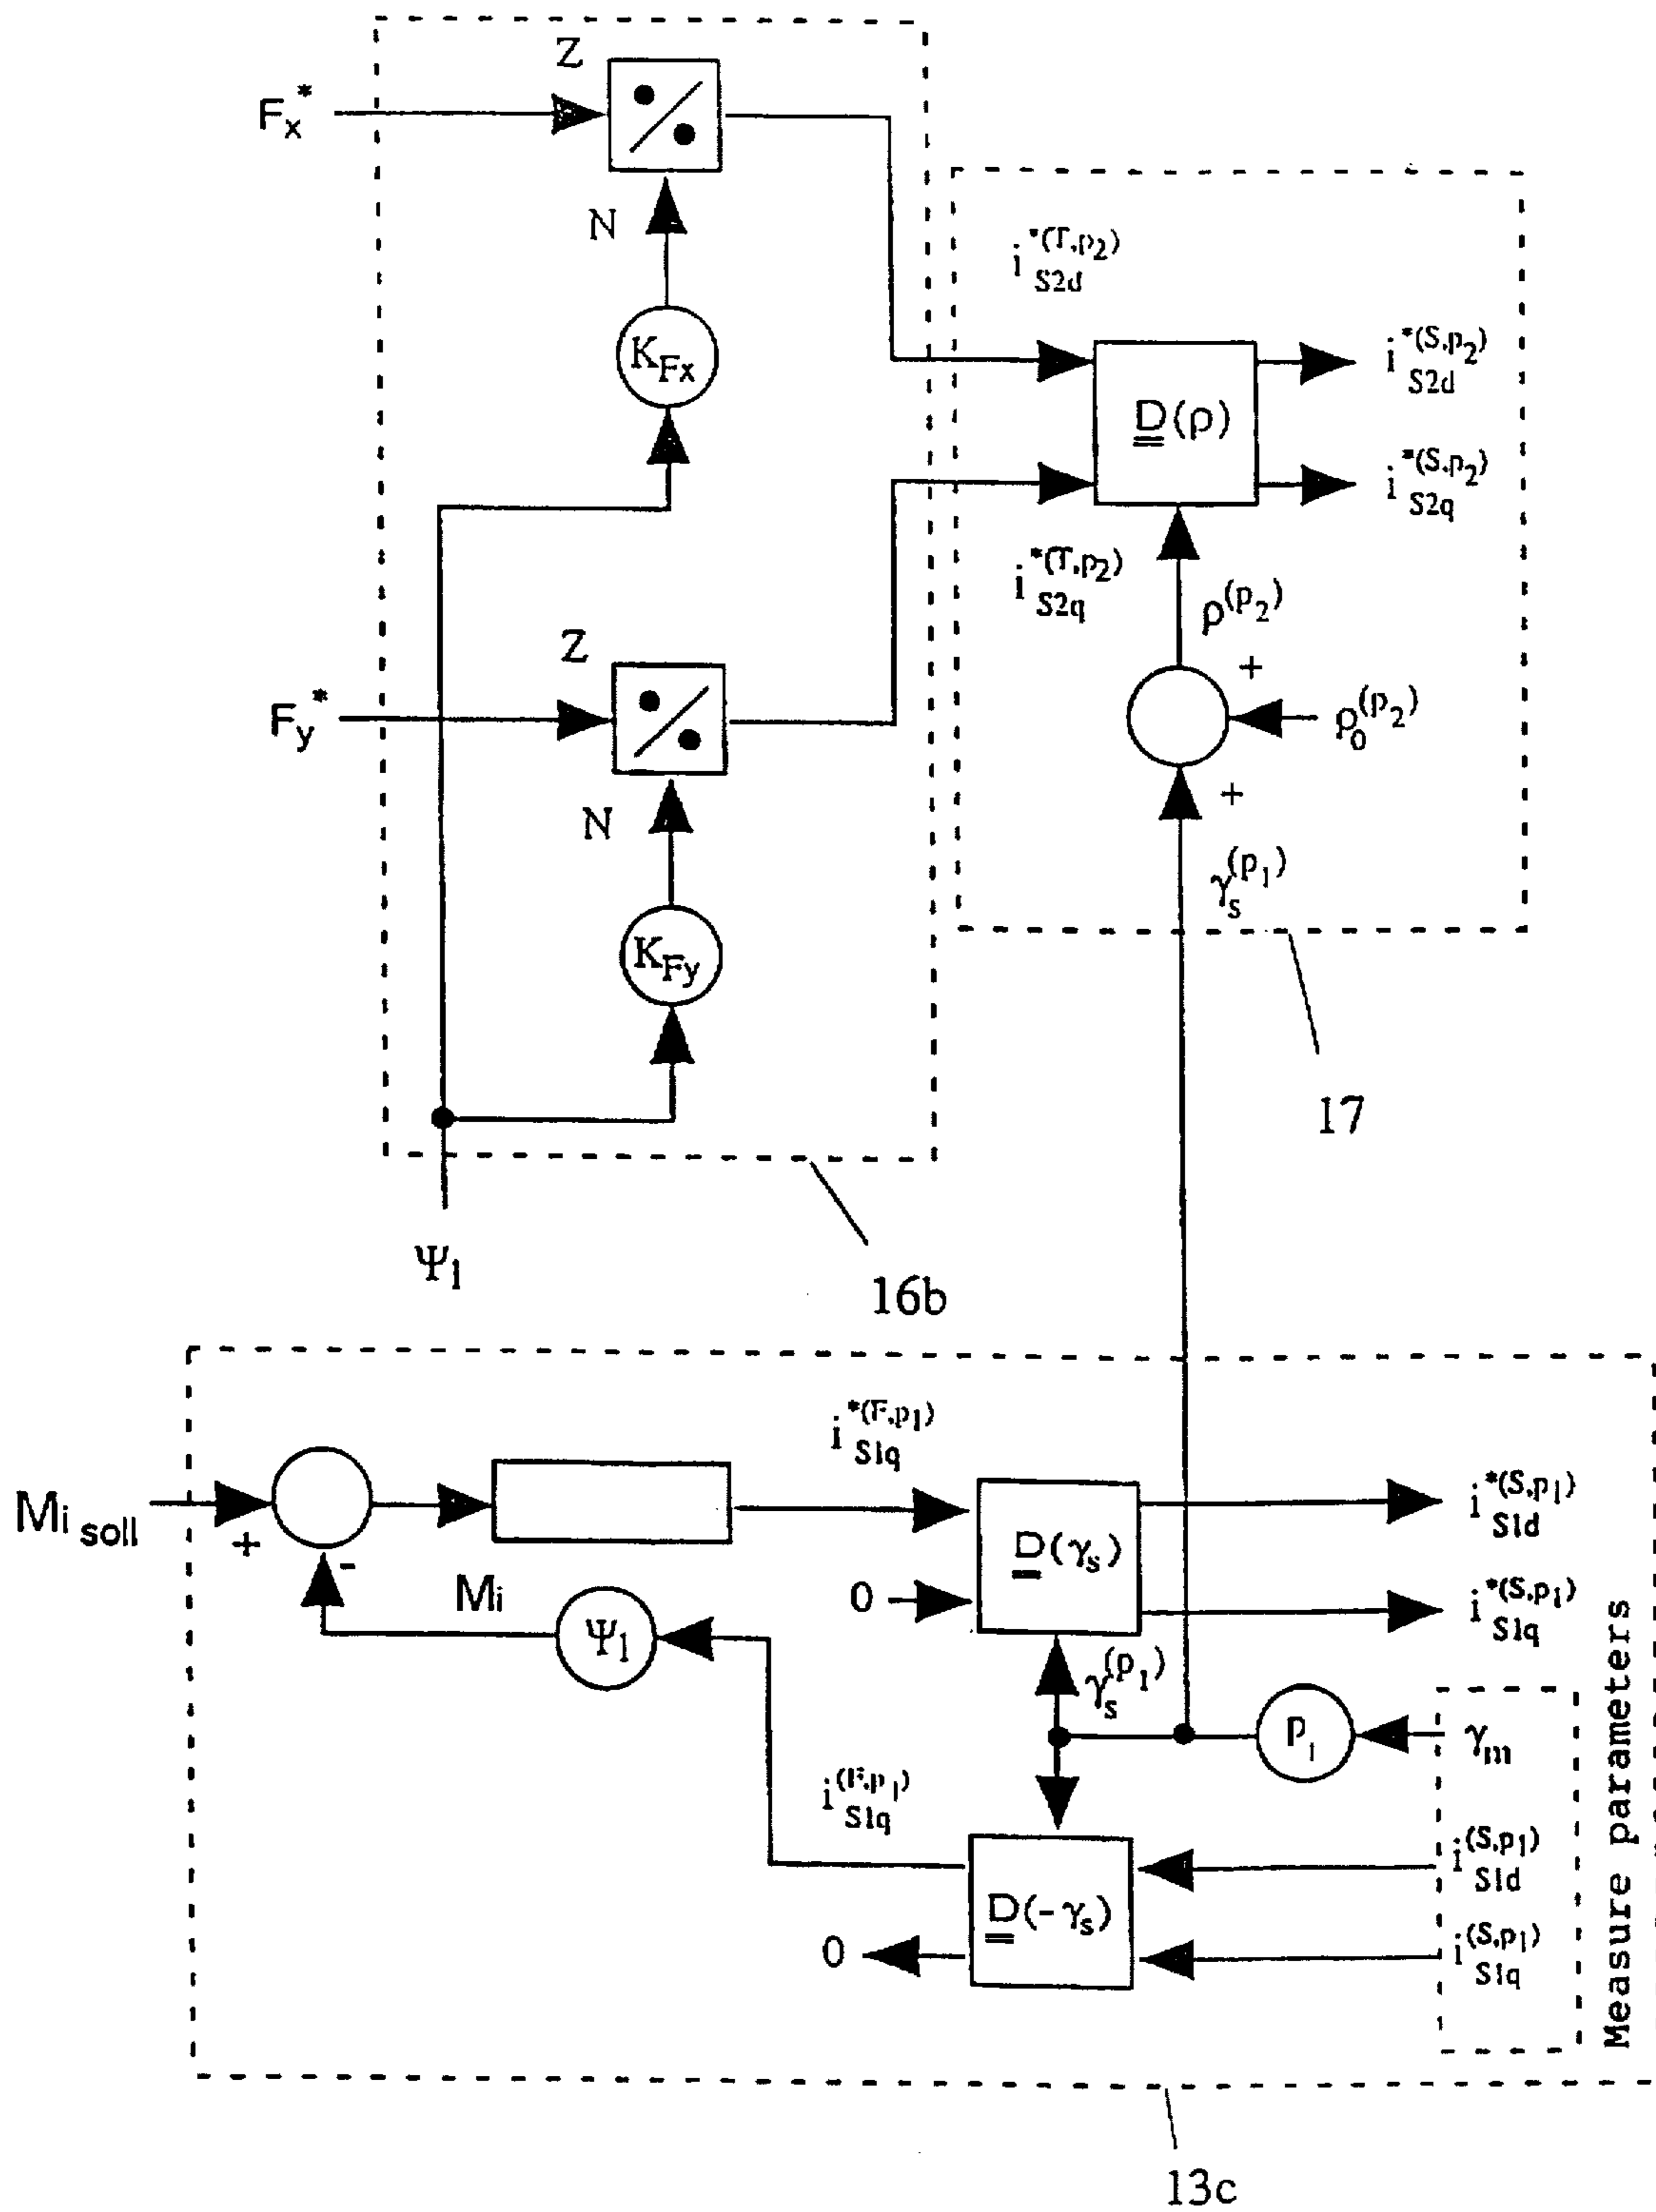 Z
Fx*
N
KFx
i*(T,p2)S2d
i*(S,p2)S2d
D(ρ)
i*(S,p2)S2q
i*(T,p2)S2q
ρ(p2)
Z
Fy*
+
ρ0(p2)
N
+
γs(p1)
KFy
17
Ψ1
16b
i*(F,p1)S1q
Mi soll
+
-
D(γs)
i*(S,p1)S1d
0
i*(S,p1)S1q
Mi
Ψ1
γs(p1)
P1
γm
i(F,p1)S1q
i(S,p1)S1d
D(-γs)
0
i(S,p1)S1q
Measure parameters
13c